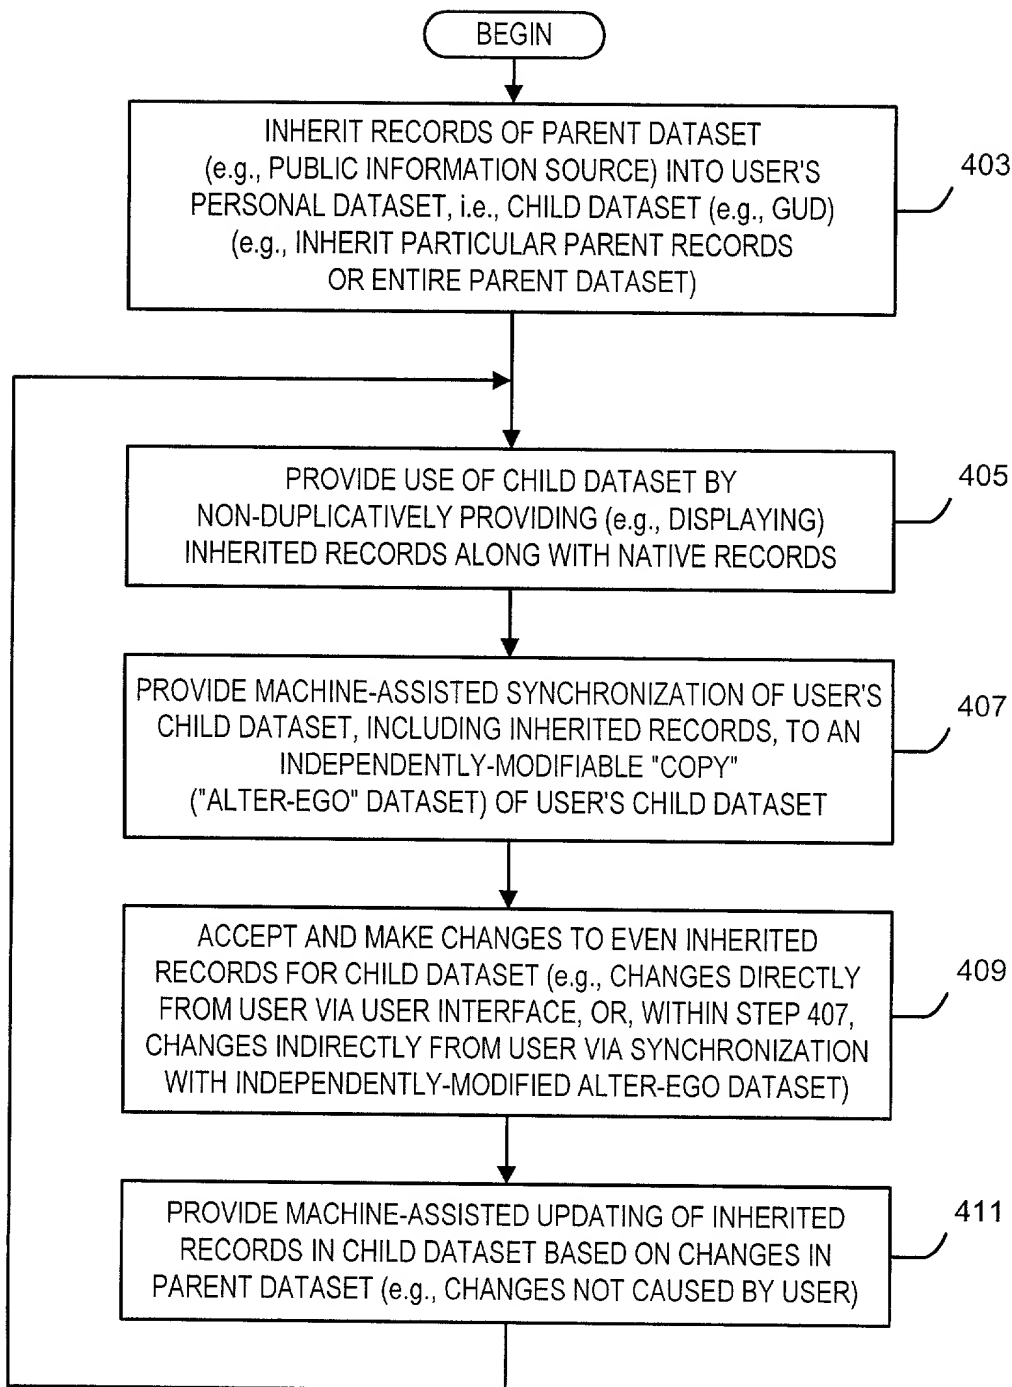 BEGIN
INHERIT RECORDS OF PARENT DATASET
(e.g., PUBLIC INFORMATION SOURCE) INTO USER'S
PERSONAL DATASET, i.e., CHILD DATASET (e.g., GUD)
(e.g., INHERIT PARTICULAR PARENT RECORDS
OR ENTIRE PARENT DATASET)
403
PROVIDE USE OF CHILD DATASET BY
NON-DUPLICATIVELY PROVIDING (e.g., DISPLAYING)
INHERITED RECORDS ALONG WITH NATIVE RECORDS
405
PROVIDE MACHINE-ASSISTED SYNCHRONIZATION OF USER'S
CHILD DATASET, INCLUDING INHERITED RECORDS, TO AN
INDEPENDENTLY-MODIFIABLE "COPY"
("ALTER-EGO" DATASET) OF USER'S CHILD DATASET
407
ACCEPT AND MAKE CHANGES TO EVEN INHERITED
RECORDS FOR CHILD DATASET (e.g., CHANGES DIRECTLY
FROM USER VIA USER INTERFACE, OR, WITHIN STEP 407,
CHANGES INDIRECTLY FROM USER VIA SYNCHRONIZATION
WITH INDEPENDENTLY-MODIFIED ALTER-EGO DATASET)
409
PROVIDE MACHINE-ASSISTED UPDATING OF INHERITED
RECORDS IN CHILD DATASET BASED ON CHANGES IN
PARENT DATASET (e.g., CHANGES NOT CAUSED BY USER)
411